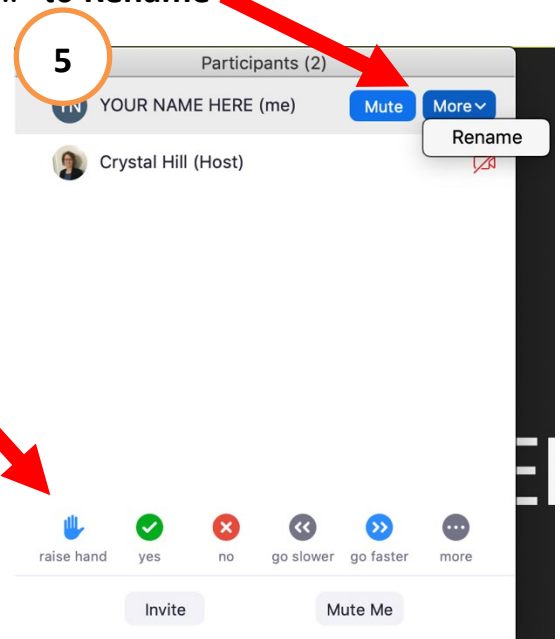 to Rename
5
Participants (2)
YOUR NAME HERE (me) Mute More
Rename
Crystal Hill (Host)
raise hand yes no go slower go faster more
Invite Mute Me